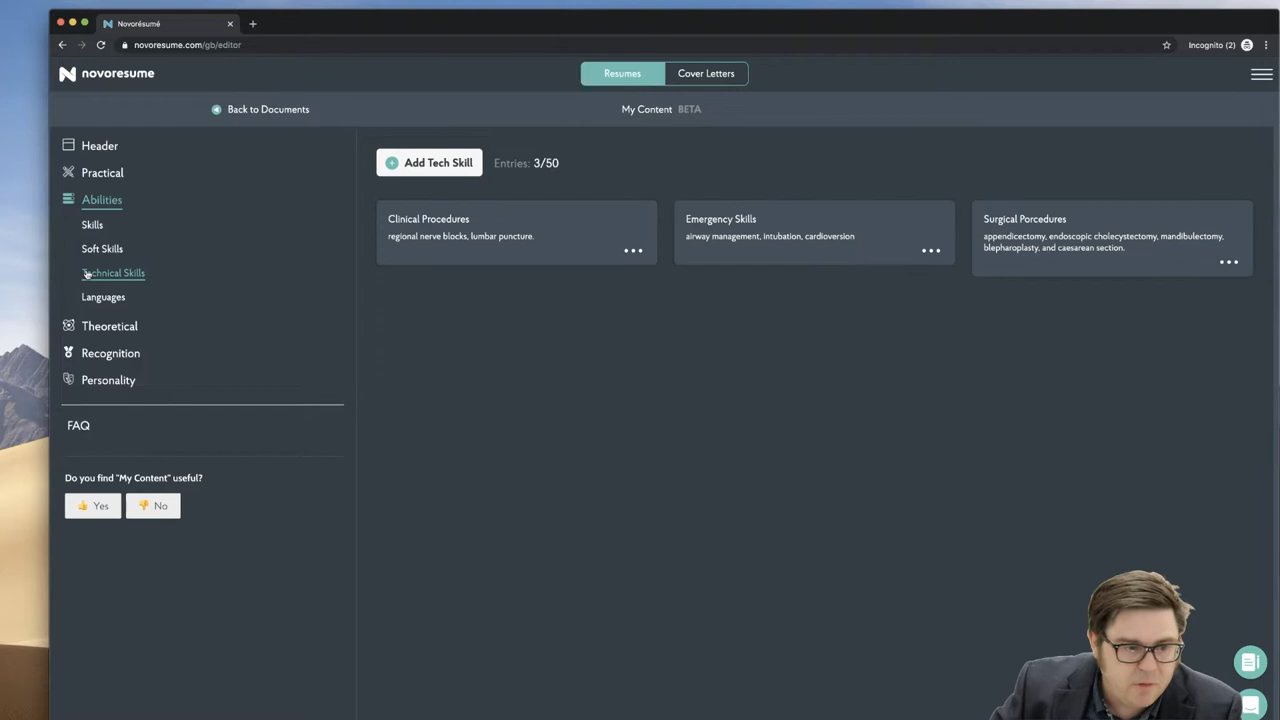 Novorésumé
novoresume.com/gb/editor
Incognito (2)
novoresume
Resumes
Cover Letters
Back to Documents
My Content BETA
Header
Practical
Abilities
Skills
Soft Skills
Technical Skills
Languages
Theoretical
Recognition
Personality
FAQ
Do you find "My Content" useful?
👍 Yes
👎 No
Add Tech Skill
Entries: 3/50
Clinical Procedures
regional nerve blocks, lumbar puncture.
Emergency Skills
airway management, intubation, cardioversion
Surgical Porcedures
appendicectomy, endoscopic cholecystectomy, mandibulectomy,
blepharoplasty, and caesarean section.